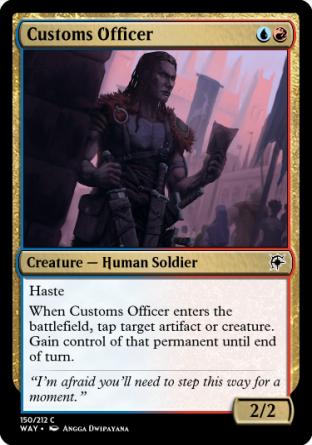 Customs Officer
Creature — Human Soldier
Haste
When Customs Officer enters the
battlefield, tap target artifact or creature.
Gain control of that permanent until end
of turn.
“I’m afraid you’ll need to step this way for a
moment.”
2/2
150/212 C
WAY • Angga Dwipayana